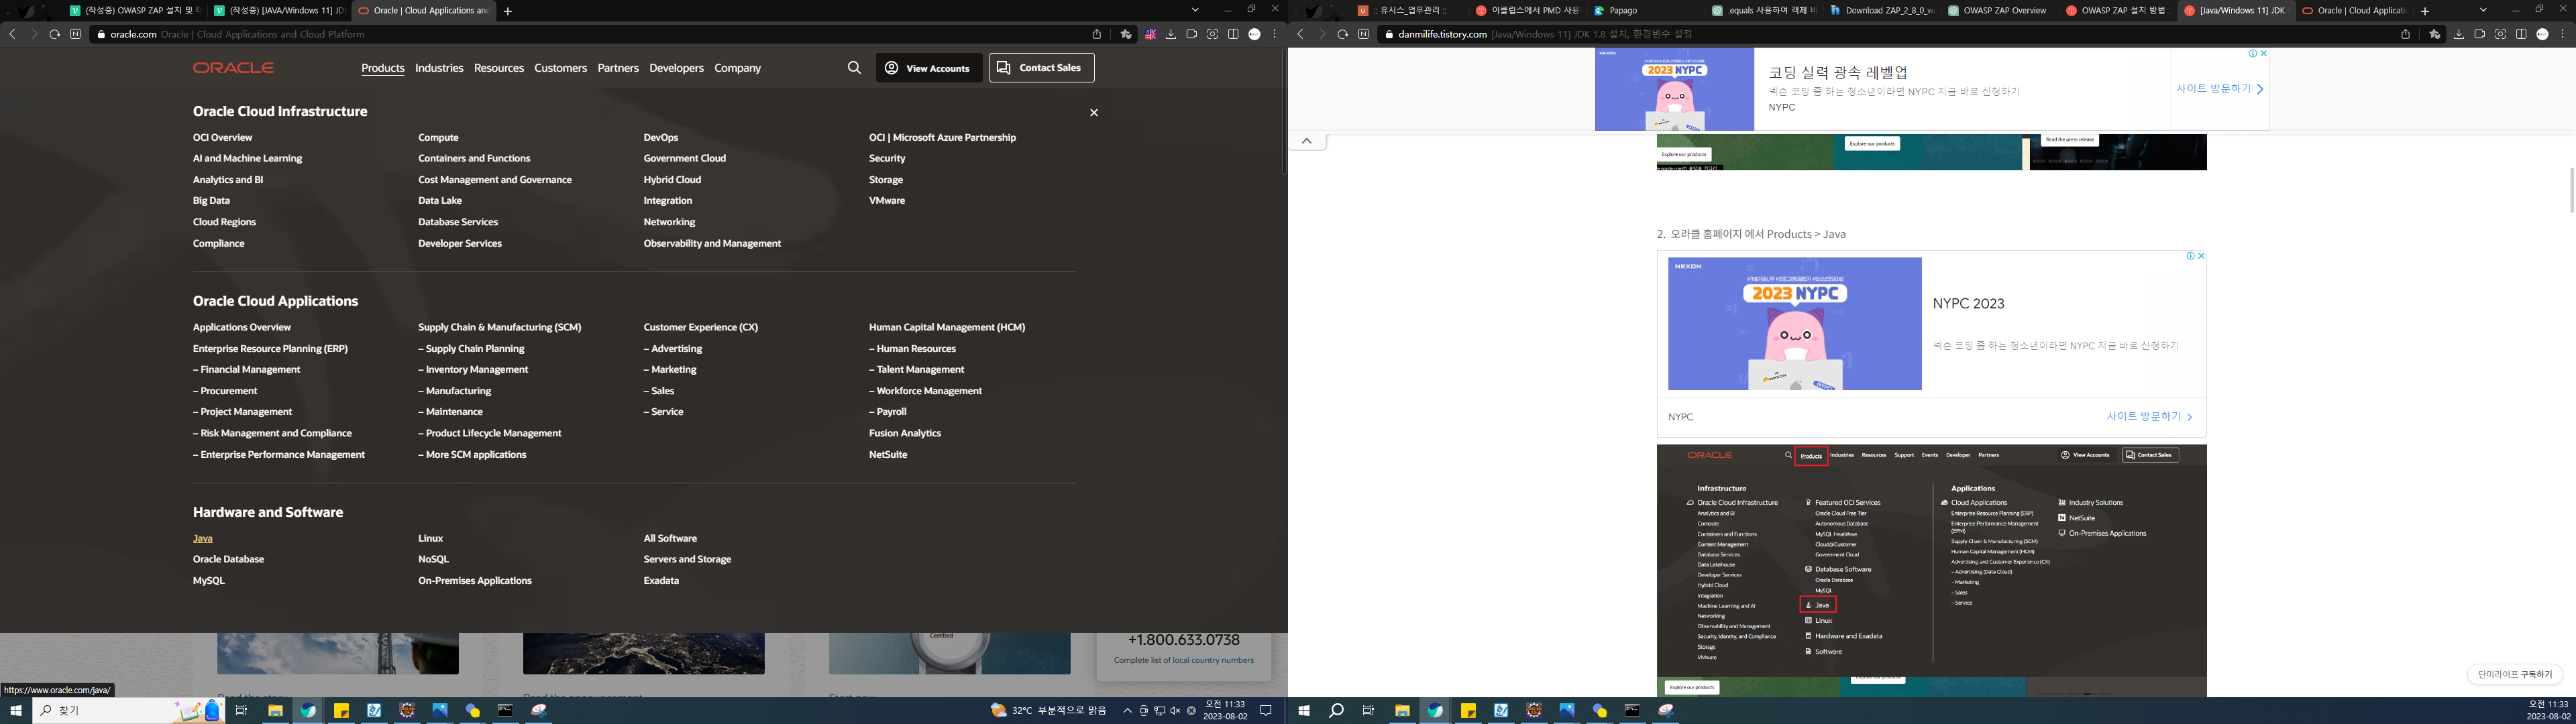 (작성중) OWASP ZAP 설치 및 타
(작성중) [JAVA/Windows 11] JD
Oracle | Cloud Applications and
oracle.com Oracle | Cloud Applications and Cloud Platform
ORACLE
Products Industries Resources Customers Partners Developers Company
View Accounts
Contact Sales
Oracle Cloud Infrastructure
OCI Overview
AI and Machine Learning
Analytics and BI
Big Data
Cloud Regions
Compliance
Compute
Containers and Functions
Cost Management and Governance
Data Lake
Database Services
Developer Services
DevOps
Government Cloud
Hybrid Cloud
Integration
Networking
Observability and Management
OCI | Microsoft Azure Partnership
Security
Storage
VMware
Oracle Cloud Applications
Applications Overview
Enterprise Resource Planning (ERP)
– Financial Management
– Procurement
– Project Management
– Risk Management and Compliance
– Enterprise Performance Management
Supply Chain & Manufacturing (SCM)
– Supply Chain Planning
– Inventory Management
– Manufacturing
– Maintenance
– Product Lifecycle Management
– More SCM applications
Customer Experience (CX)
– Advertising
– Marketing
– Sales
– Service
Human Capital Management (HCM)
– Human Resources
– Talent Management
– Workforce Management
– Payroll
Fusion Analytics
NetSuite
Hardware and Software
Java
Oracle Database
MySQL
Linux
NoSQL
On-Premises Applications
All Software
Servers and Storage
Exadata
Certified
+1.800.633.0738
Complete list of local country numbers
Read the story
Read the announcement
Start now
https://www.oracle.com/java/
찾기
32°C 부분적으로 맑음
오전 11:33
2023-08-02
:: 유시스_업무관리 ::
이클립스에서 PMD 사용
Papago
.equals 사용하여 객체 비
Download ZAP_2_8_0_wi
OWASP ZAP Overview
OWASP ZAP 설치 방법 :
[Java/Windows 11] JDK
Oracle | Cloud Applicati
danmilife.tistory.com [Java/Windows 11] JDK 1.8 설치, 환경변수 설정
2023 NYPC
코딩 실력 광속 레벨업
넥슨 코딩 좀 하는 청소년이라면 NYPC 지금 바로 신청하기
NYPC
사이트 방문하기
Explore our products
Explore our products
Read the press release
2. 오라클 홈페이지 에서 Products > Java
NEXON
2023 NYPC
NYPC 2023
넥슨 코딩 좀 하는 청소년이라면 NYPC 지금 바로 신청하기
NYPC
사이트 방문하기
ORACLE
Products Industries Resources Support Events Developer Partners
View Accounts
Contact Sales
Infrastructure
Oracle Cloud Infrastructure
Analytics and BI
Compute
Containers and Functions
Content Management
Database Services
Data Lakehouse
Developer Services
Hybrid Cloud
Integration
Machine Learning and AI
Networking
Observability and Management
Security, Identity, and Compliance
Storage
VMware
Featured OCI Services
Oracle Cloud Free Tier
Autonomous Database
MySQL HeatWave
Cloud@Customer
Government Cloud
Database Software
Oracle Database
MySQL
Java
Linux
Hardware and Exadata
Software
Applications
Cloud Applications
Enterprise Resource Planning (ERP)
Enterprise Performance Management
(EPM)
Supply Chain & Manufacturing (SCM)
Human Capital Management (HCM)
Advertising and Customer Experience (CX)
– Advertising (Data Cloud)
– Marketing
– Sales
– Service
Industry Solutions
NetSuite
On-Premises Applications
Explore our products
Explore our products
단미라이프 구독하기
오전 11:33
2023-08-02